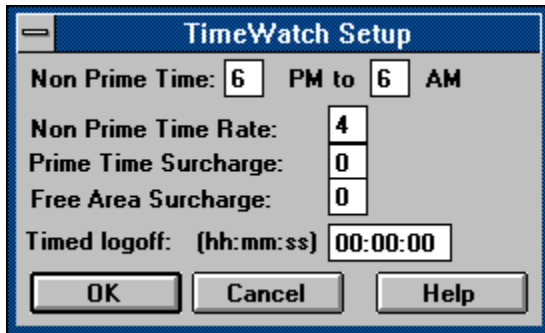 TimeWatch Setup
Non Prime Time: 6 PM to 6 AM
Non Prime Time Rate: 4
Prime Time Surcharge: 0
Free Area Surcharge: 0
Timed logoff: (hh:mm:ss) 00:00:00
OK Cancel Help